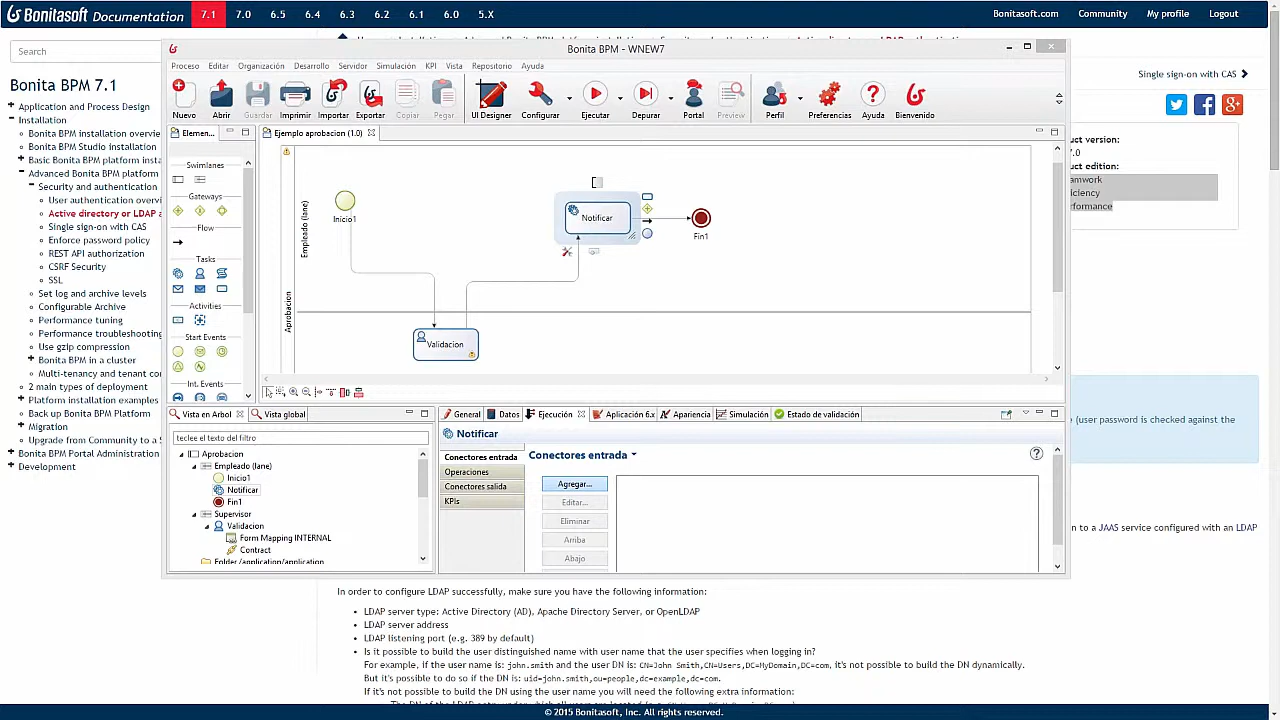 Bonitasoft Documentation 7.1 7.0 6.5 6.4 6.3 6.2 6.1 6.0 5.X Bonitasoft.com Community My profile Logout
Search
Bonita BPM 7.1
Application and Process Design
Installation
Bonita BPM installation overvie
Bonita BPM Studio installation
Basic Bonita BPM platform insta
Advanced Bonita BPM platform
Security and authentication
User authentication overv
Active directory or LDAP a
Single sign-on with CAS
Enforce password policy
REST API authorization
CSRF Security
SSL
Set log and archive levels
Configurable Archive
Performance tuning
Performance troubleshooting
Use gzip compression
Bonita BPM in a cluster
Multi-tenancy and tenant co
2 main types of deployment
Platform installation examples
Back up Bonita BPM Platform
Migration
Upgrade from Community to a S
Bonita BPM Portal Administration
Development
Bonita BPM - WNEW7
Proceso Editar Organización Desarrollo Servidor Simulación KPI Vista Repositorio Ayuda
Nuevo Abrir Guardar Imprimir Importar Exportar Copiar Pegar UI Designer Configurar Ejecutar Depurar Portal Preview Perfil Preferencias Ayuda Bienvenido
Elemen...
Ejemplo aprobacion (1.0)
Swimlanes
Gateways
Flow
Tasks
Activities
Start Events
Int. Events
Aprobacion
Empleado (lane)
Inicio1
Notificar
Fin1
Validacion
Vista en Arbol Vista global
teclee el texto del filtro
Aprobacion
Empleado (lane)
Inicio1
Notificar
Fin1
Supervisor
Validacion
Form Mapping INTERNAL
Contract
Folder /application/application
General Datos Ejecución Aplicación 6.x Apariencia Simulación Estado de validación
Notificar
Conectores entrada
Operaciones
Conectores salida
KPIs
Conectores entrada
Agregar...
Editar...
Eliminar
Arriba
Abajo
Single sign-on with CAS
uct version:
7.0
uct edition:
amwork
iciency
rformance
e (user password is checked against the
n to a JAAS service configured with an LDAP
In order to configure LDAP successfully, make sure you have the following information:
LDAP server type: Active Directory (AD), Apache Directory Server, or OpenLDAP
LDAP server address
LDAP listening port (e.g. 389 by default)
Is it possible to build the user distinguished name with user name that the user specifies when logging in?
For example, if the user name is: john.smith and the user DN is: CN=John Smith,CN=Users,DC=MyDomain,DC=com, it's not possible to build the DN dynamically.
But it's possible to do so if the DN is: uid=john.smith,ou=people,dc=example,dc=com.
If it's not possible to build the DN using the user name you will need the following extra information:
© 2015 Bonitasoft, Inc. All rights reserved.